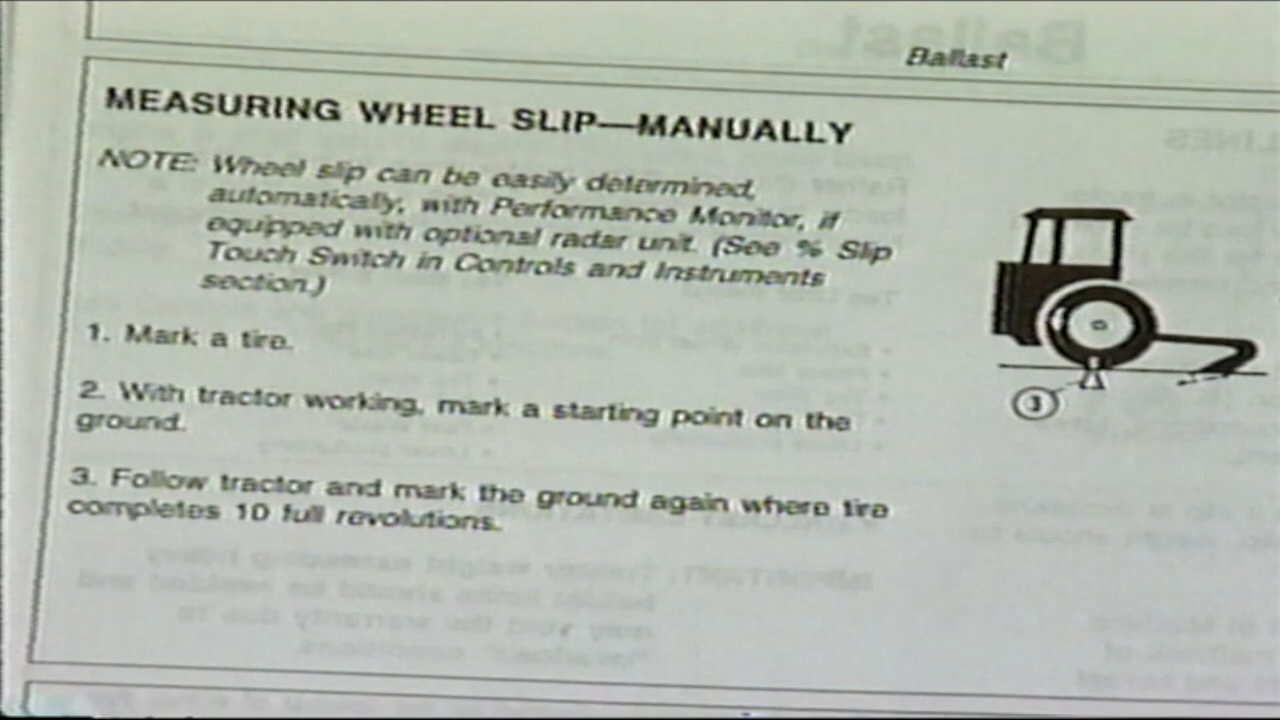 Ballast
MEASURING WHEEL SLIP—MANUALLY
NOTE: Wheel slip can be easily determined,
automatically, with Performance Monitor, if
equipped with optional radar unit. (See % Slip
Touch Switch in Controls and Instruments
section.)
1. Mark a tire.
2. With tractor working, mark a starting point on the
ground.
3. Follow tractor and mark the ground again where tire
completes 10 full revolutions.
3